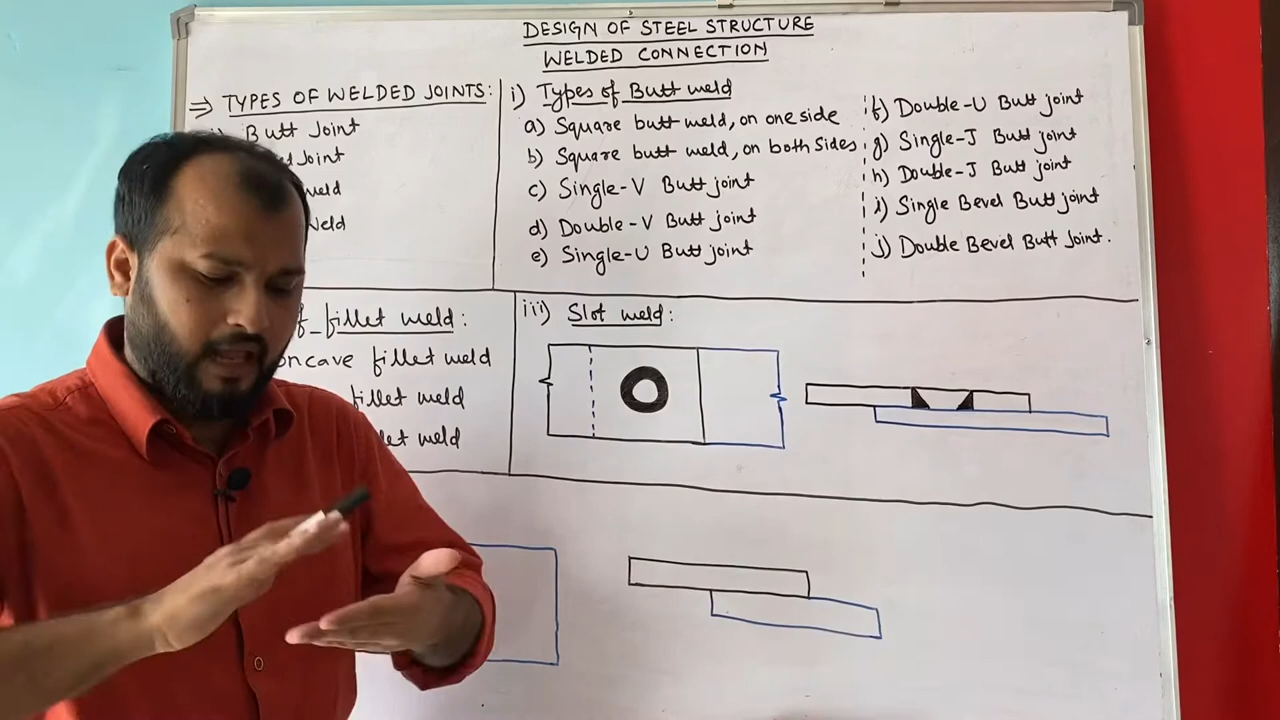 DESIGN OF STEEL STRUCTURE
WELDED CONNECTION
⇒ TYPES OF WELDED JOINTS:
Butt Joint
Joint
Weld
i) Types of Butt weld
a) Square butt weld, on one side
b) Square butt weld, on both sides
c) Single-V Butt joint
d) Double-V Butt joint
e) Single-U Butt joint
f) Double-U Butt joint
g) Single-J Butt joint
h) Double-J Butt joint
i) Single Bevel Butt joint
j) Double Bevel Butt Joint.
fillet weld:
fillet weld
fillet weld
weld
iii) Slot weld: